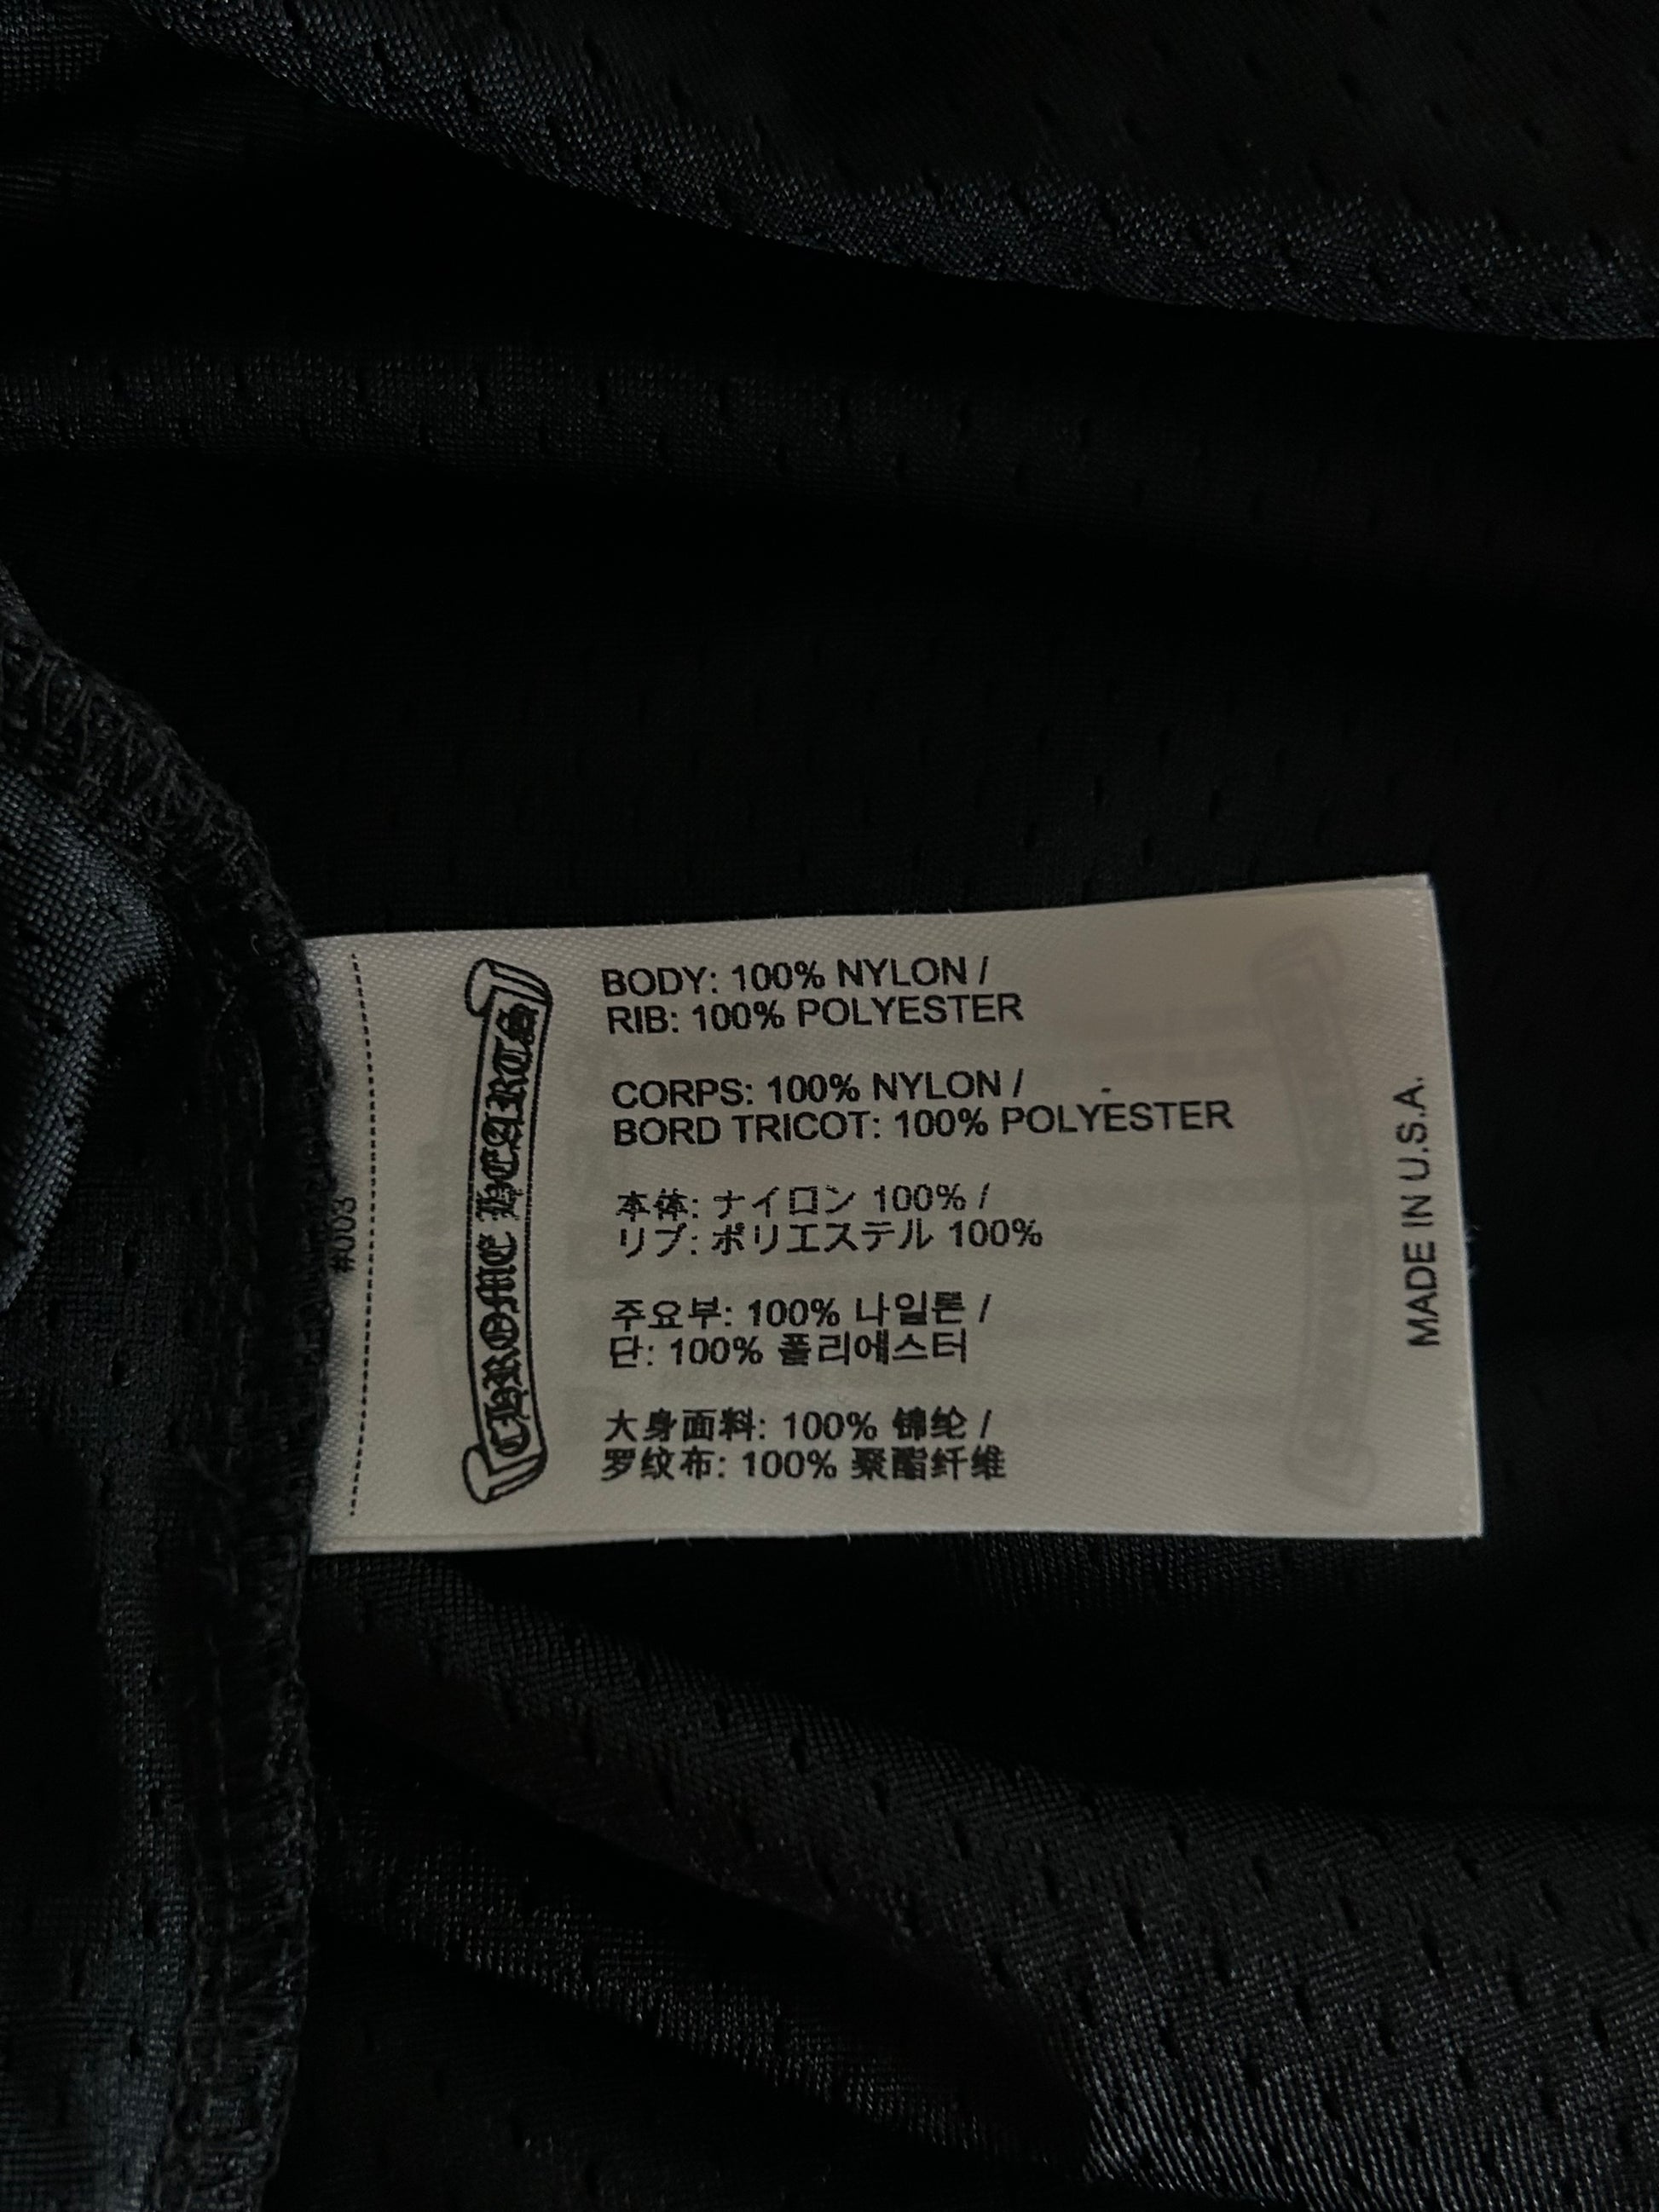 #003
CHROME HEARTS
BODY: 100% NYLON /
RIB: 100% POLYESTER
CORPS: 100% NYLON /
BORD TRICOT: 100% POLYESTER
本体: ナイロン 100% /
リブ: ポリエステル 100%
주요부: 100% 나일론 /
단: 100% 폴리에스터
大身面料: 100% 锦纶 /
罗纹布: 100% 聚酯纤维
MADE IN U.S.A.